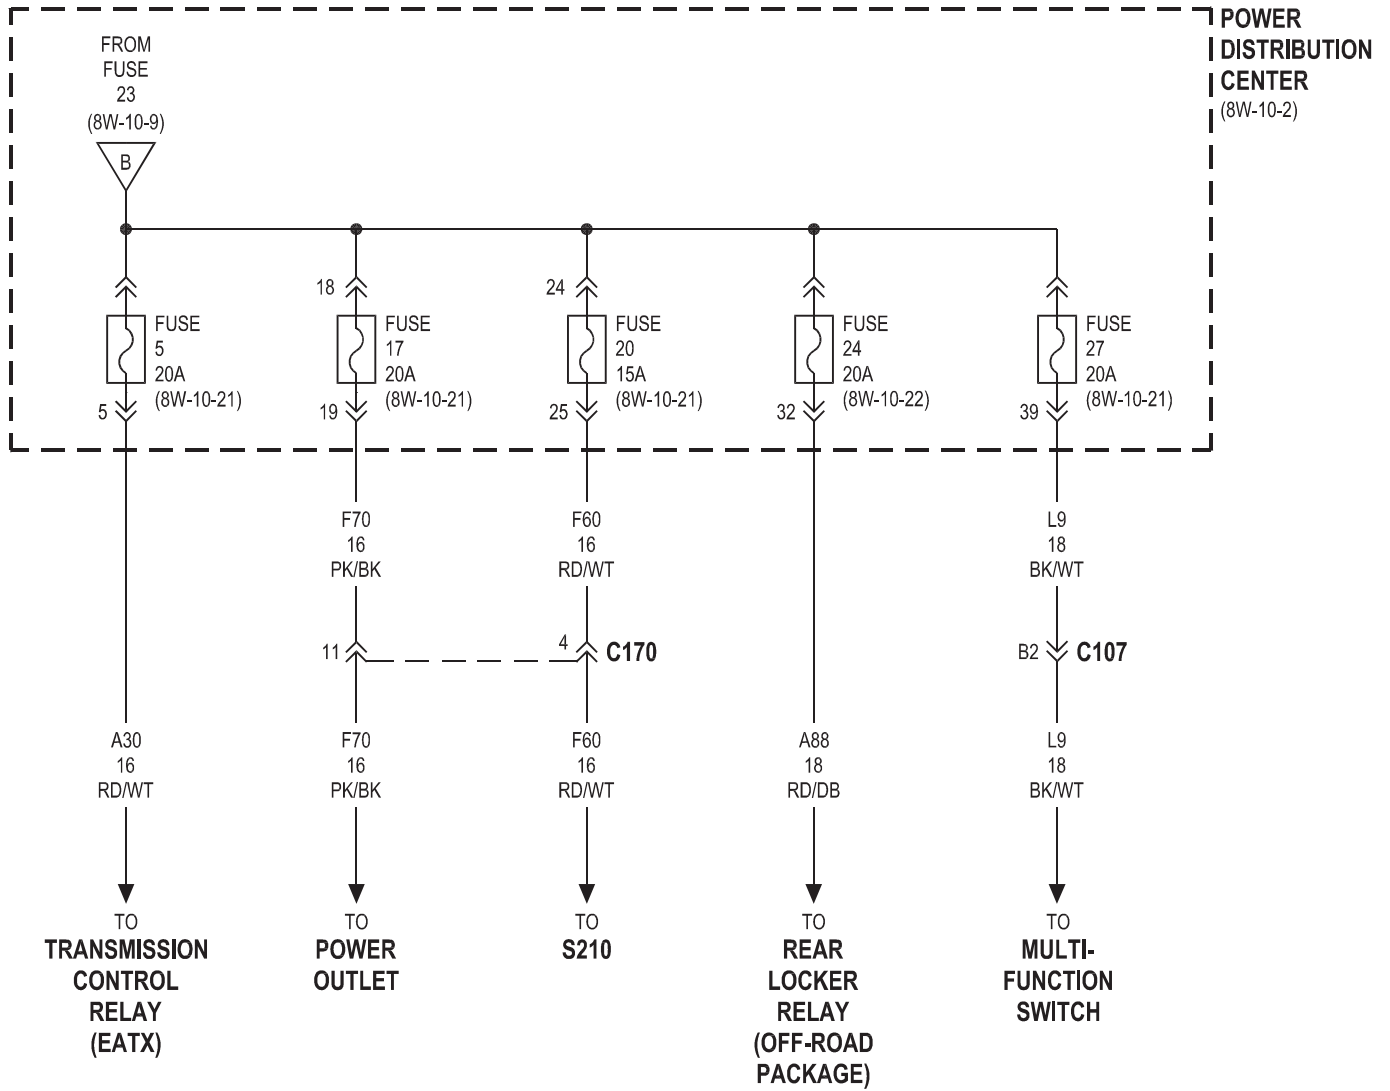 POWER
DISTRIBUTION
CENTER
(8W-10-2)
FROM
FUSE
23
(8W-10-9)
B
18
24
FUSE
5
20A
(8W-10-21)
FUSE
17
20A
(8W-10-21)
FUSE
20
15A
(8W-10-21)
FUSE
24
20A
(8W-10-22)
FUSE
27
20A
(8W-10-21)
5
19
25
32
39
F70
16
PK/BK
F60
16
RD/WT
L9
18
BK/WT
11
4
C170
B2
C107
A30
16
RD/WT
F70
16
PK/BK
F60
16
RD/WT
A88
18
RD/DB
L9
18
BK/WT
TO
TRANSMISSION
CONTROL
RELAY
(EATX)
TO
POWER
OUTLET
TO
S210
TO
REAR
LOCKER
RELAY
(OFF-ROAD
PACKAGE)
TO
MULTI-
FUNCTION
SWITCH